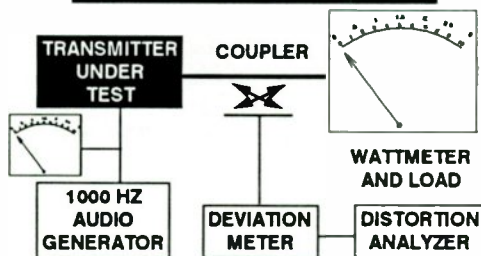 TRANSMITTER
UNDER
TEST
COUPLER
WATTMETER
AND LOAD
1000 HZ
AUDIO
GENERATOR
DEVIATION
METER
DISTORTION
ANALYZER